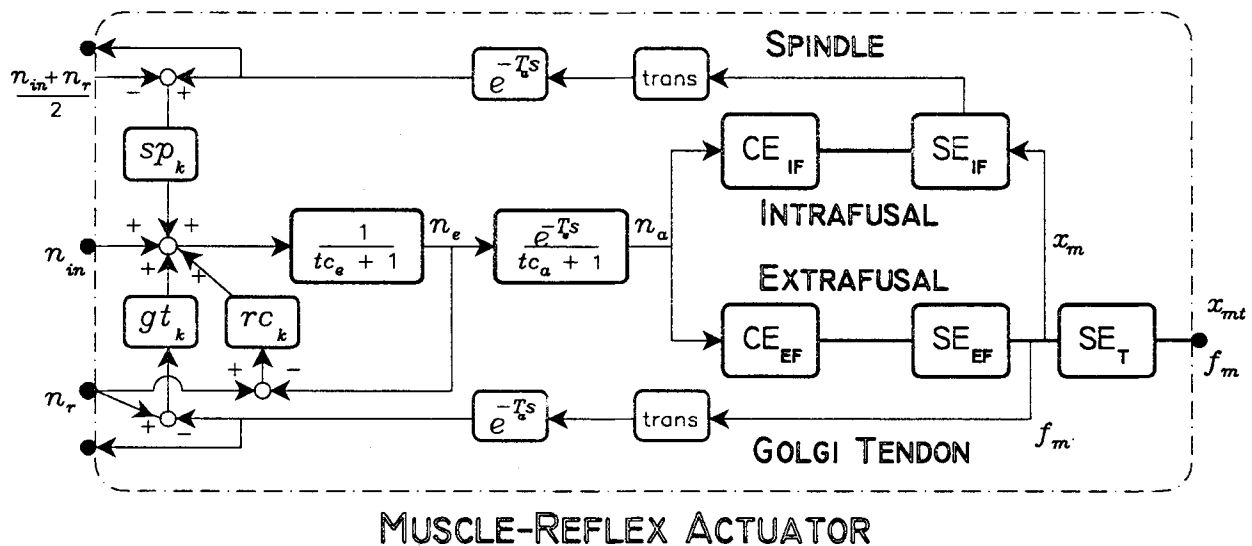 SPINDLE
n_in + n_r
2
−
+
e^-T_a s
trans
sp_k
CE_IF
SE_IF
INTRAFUSAL
+ +
n_in
1
tc_e + 1
n_e
e^-T_e s
tc_a + 1
n_a
x_m
+ +
EXTRAFUSAL
gt_k
rc_k
CE_EF
SE_EF
SE_T
x_mt
f_m
+ −
n_r
+ −
e^-T_a s
trans
f_m
GOLGI TENDON
MUSCLE-REFLEX ACTUATOR